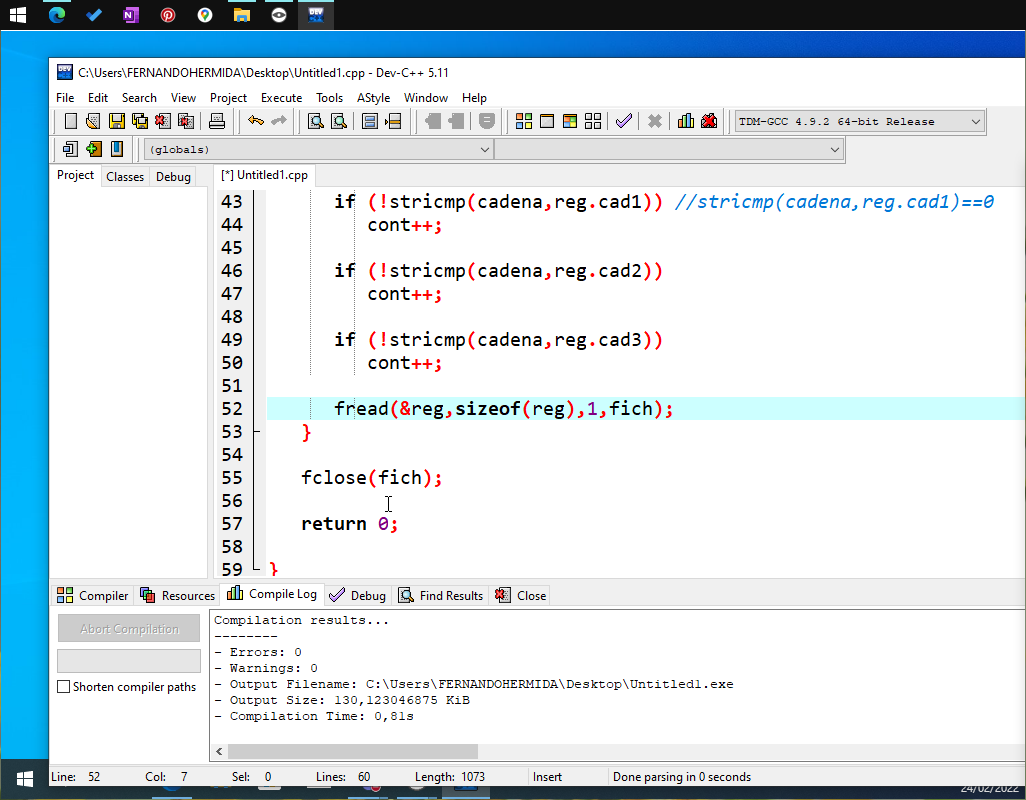 DEV
C:\Users\FERNANDOHERMIDA\Desktop\Untitled1.cpp - Dev-C++ 5.11
File Edit Search View Project Execute Tools AStyle Window Help
TDM-GCC 4.9.2 64-bit Release
(globals)
Project Classes Debug [*] Untitled1.cpp
43 if (!stricmp(cadena,reg.cad1)) //stricmp(cadena,reg.cad1)==0
44 cont++;
45
46 if (!stricmp(cadena,reg.cad2))
47 cont++;
48
49 if (!stricmp(cadena,reg.cad3))
50 cont++;
51
52 fread(&reg,sizeof(reg),1,fich);
53 }
54
55 fclose(fich);
56
57 return 0;
58
59 }
Compiler Resources Compile Log Debug Find Results Close
Abort Compilation
Shorten compiler paths
Compilation results...
--------
- Errors: 0
- Warnings: 0
- Output Filename: C:\Users\FERNANDOHERMIDA\Desktop\Untitled1.exe
- Output Size: 130,123046875 KiB
- Compilation Time: 0,81s
Line: 52 Col: 7 Sel: 0 Lines: 60 Length: 1073 Insert Done parsing in 0 seconds
24/02/2022